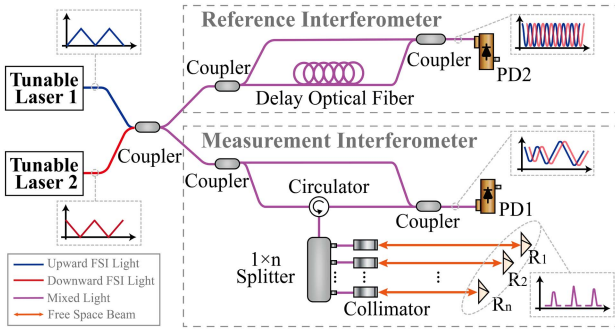 Reference Interferometer
Tunable
Laser 1
Coupler
Delay Optical Fiber
Coupler
PD2
Coupler
Measurement Interferometer
Tunable
Laser 2
Coupler
Circulator
Coupler
PD1
1×n
Splitter
Collimator
R1
R2
Rn
Upward FSI Light
Downward FSI Light
Mixed Light
Free Space Beam